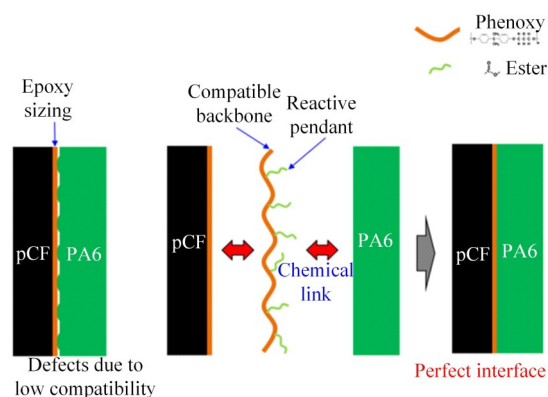 Phenoxy
Ester
Epoxy
sizing
Compatible
backbone
Reactive
pendant
pCF
PA6
pCF
Chemical
link
PA6
pCF
PA6
Defects due to
low compatibility
Perfect interface